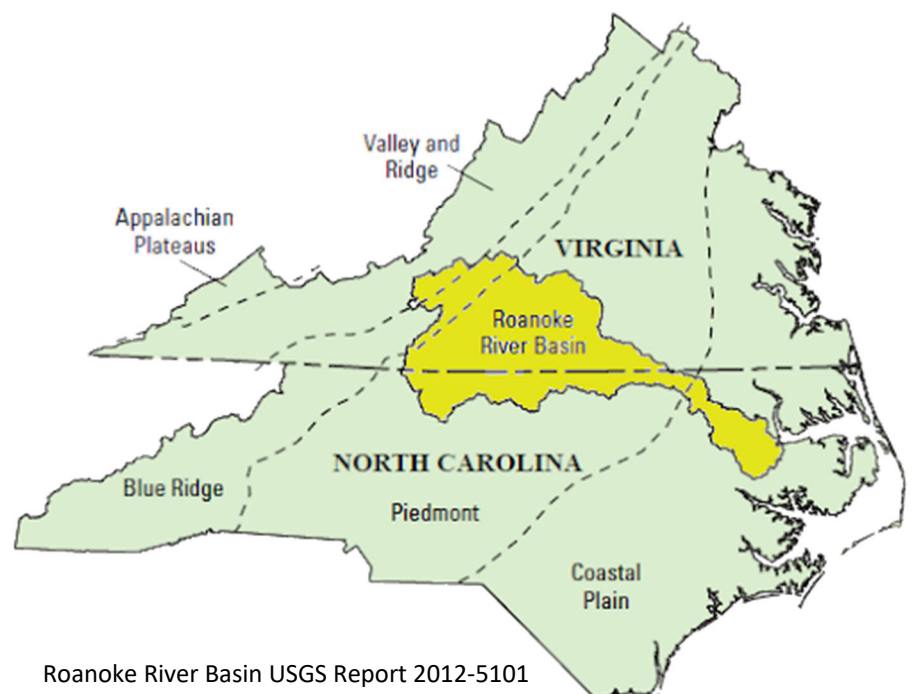 Valley and
Ridge
Appalachian
Plateaus
VIRGINIA
Roanoke
River Basin
NORTH CAROLINA
Blue Ridge
Piedmont
Coastal
Plain
Roanoke River Basin USGS Report 2012-5101